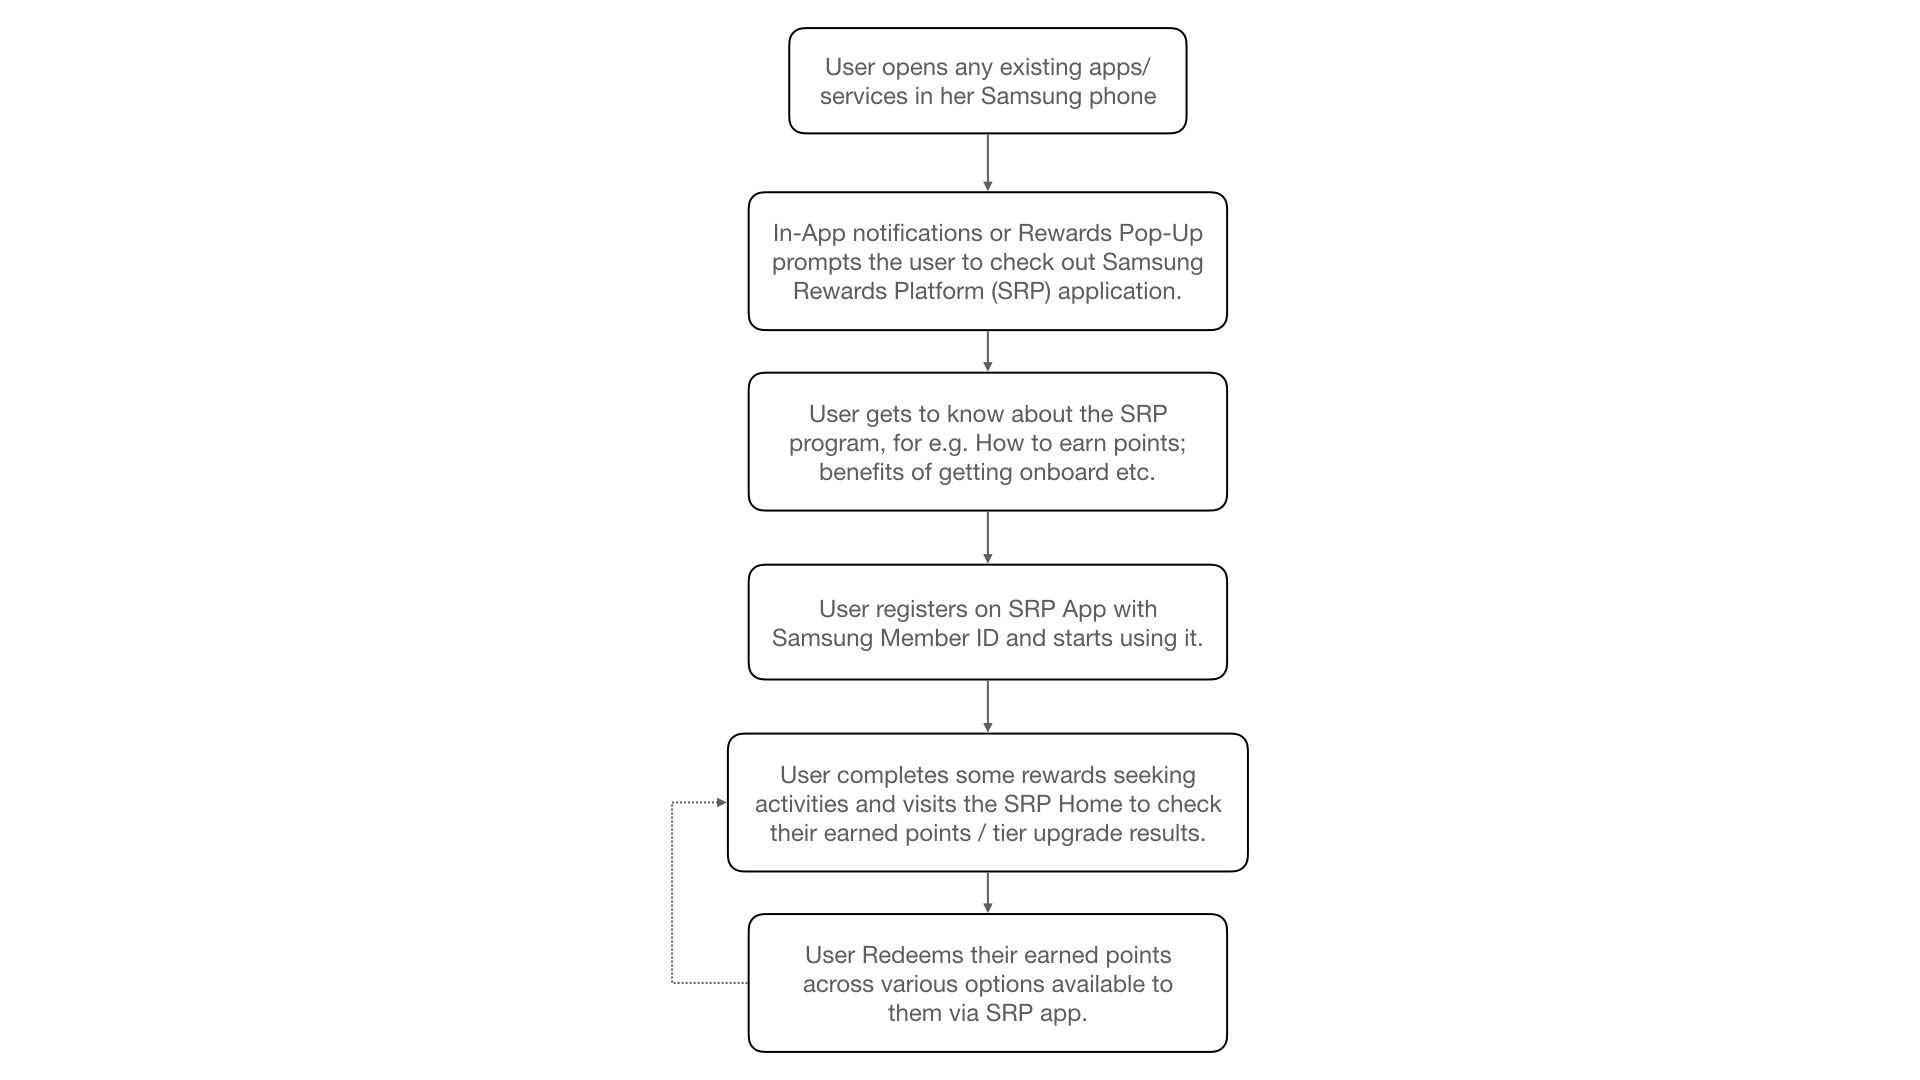 User opens any existing apps/
services in her Samsung phone
In-App notifications or Rewards Pop-Up
prompts the user to check out Samsung
Rewards Platform (SRP) application.
User gets to know about the SRP
program, for e.g. How to earn points;
benefits of getting onboard etc.
User registers on SRP App with
Samsung Member ID and starts using it.
User completes some rewards seeking
activities and visits the SRP Home to check
their earned points / tier upgrade results.
User Redeems their earned points
across various options available to
them via SRP app.